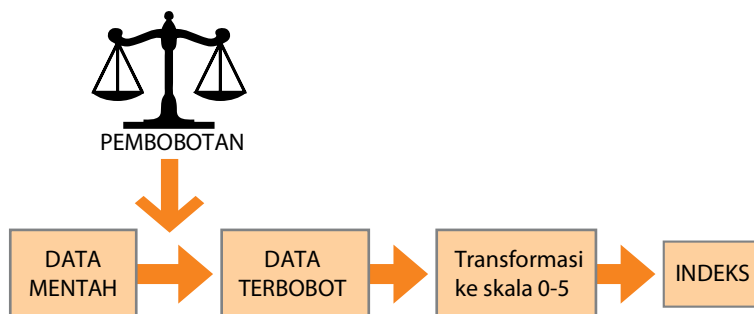 PEMBOBOTAN
DATA
MENTAH
DATA
TERBOBOT
Transformasi
ke skala 0-5
INDEKS